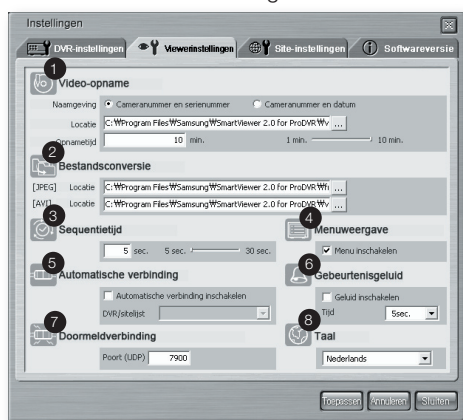 Instellingen
DVR-instellingen Viewerinstellingen Site-instellingen Softwareversie
1
Video-opname
Naamgeving Cameranummer en serienummer Cameranummer en datum
Locatie C:₩Program Files₩Samsung₩SmartViewer 2.0 for ProDVR₩v ...
Opnametijd 10 min. 1 min. 10 min.
2
Bestandsconversie
[JPEG] Locatie C:₩Program Files₩Samsung₩SmartViewer 2.0 for ProDVR₩fi ...
[AVI] Locatie C:₩Program Files₩Samsung₩SmartViewer 2.0 for ProDVR₩v ...
3 4
Sequentietijd Menuweergave
5 sec. 5 sec. 30 sec. Menu inschakelen
5 6
Automatische verbinding Gebeurtenisgeluid
Automatische verbinding inschakelen Geluid inschakelen
DVR/sitelijst Tijd 5sec.
7 8
Doormeldverbinding Taal
Poort (UDP) 7900 Nederlands
Toepassen Annuleren Sluiten